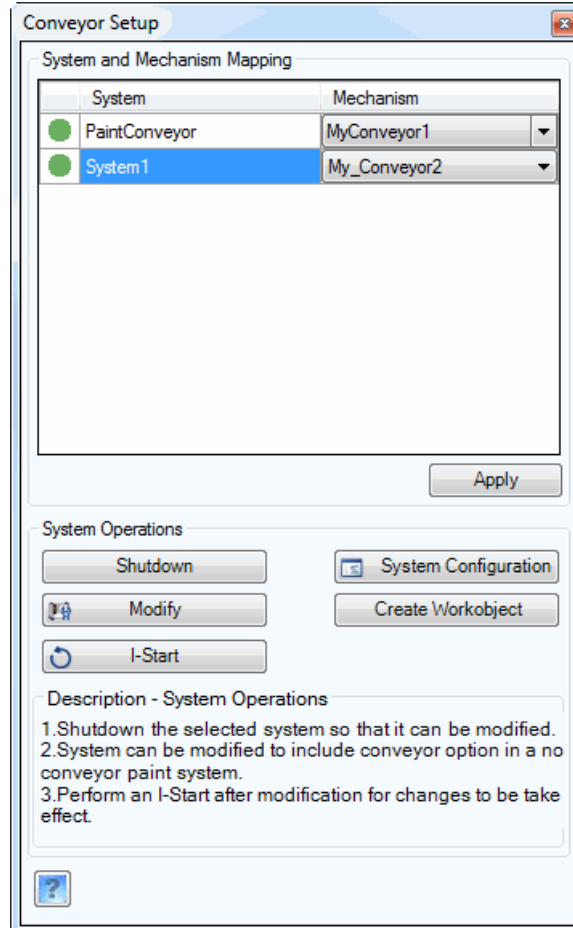 Conveyor Setup
System and Mechanism Mapping
System Mechanism
PaintConveyor MyConveyor1
System1 My_Conveyor2
Apply
System Operations
Shutdown System Configuration
Modify Create Workobject
I-Start
Description - System Operations
1.Shutdown the selected system so that it can be modified.
2.System can be modified to include conveyor option in a no
conveyor paint system.
3.Perform an I-Start after modification for changes to be take
effect.
?